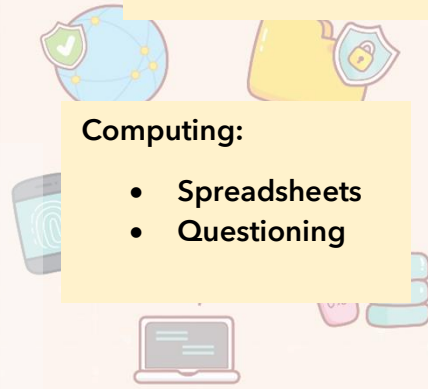 Computing:
• Spreadsheets
• Questioning